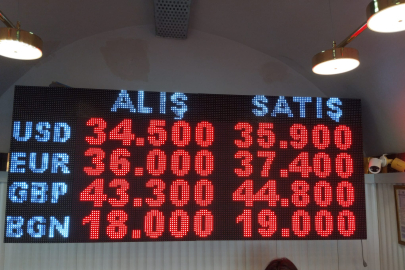 ALIŞ SATIŞ
USD 34.500 35.900
EUR 36.000 37.400
GBP 43.300 44.800
BGN 18.000 19.000